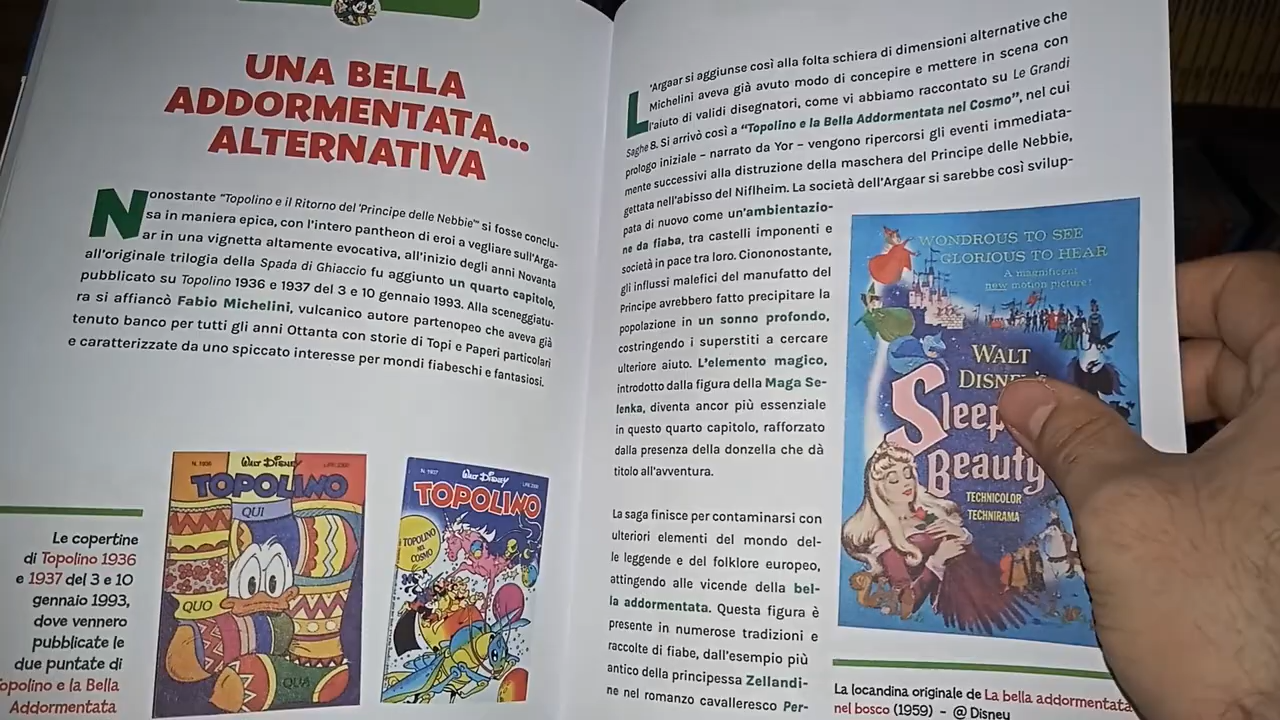 UNA BELLA
ADDORMENTATA...
ALTERNATIVA
Nonostante “Topolino e il Ritorno del 'Principe delle Nebbie'” si fosse conclu-
sa in maniera epica, con l'intero pantheon di eroi a vegliare sull'Arga-
ar in una vignetta altamente evocativa, all'inizio degli anni Novanta
all'originale trilogia della Spada di Ghiaccio fu aggiunto un quarto capitolo,
pubblicato su Topolino 1936 e 1937 del 3 e 10 gennaio 1993. Alla sceneggiatu-
ra si affiancò Fabio Michelini, vulcanico autore partenopeo che aveva già
tenuto banco per tutti gli anni Ottanta con storie di Topi e Paperi particolari
e caratterizzate da uno spiccato interesse per mondi fiabeschi e fantasiosi.
Le copertine
di Topolino 1936
e 1937 del 3 e 10
gennaio 1993,
dove vennero
pubblicate le
due puntate di
Topolino e la Bella
Addormentata
N. 1936
WALT DISNEY
TOPOLINO
QUI
QUO
QUA
N. 1937
WALT DISNEY
TOPOLINO
TOPOLINO
NEL
COSMO
L'Argaar si aggiunse così alla folta schiera di dimensioni alternative che
Michelini aveva già avuto modo di concepire e mettere in scena con
l'aiuto di validi disegnatori, come vi abbiamo raccontato su Le Grandi
Saghe 8. Si arrivò così a “Topolino e la Bella Addormentata nel Cosmo”, nel cui
prologo iniziale – narrato da Yor – vengono ripercorsi gli eventi immediata-
mente successivi alla distruzione della maschera del Principe delle Nebbie,
gettata nell'abisso del Niflheim. La società dell'Argaar si sarebbe così svilup-
pata di nuovo come un'ambientazio-
ne da fiaba, tra castelli imponenti e
società in pace tra loro. Ciononostante,
gli influssi malefici del manufatto del
Principe avrebbero fatto precipitare la
popolazione in un sonno profondo,
costringendo i superstiti a cercare
ulteriore aiuto. L'elemento magico,
introdotto dalla figura della Maga Se-
lenka, diventa ancor più essenziale
in questo quarto capitolo, rafforzato
dalla presenza della donzella che dà
titolo all'avventura.
La saga finisce per contaminarsi con
ulteriori elementi del mondo del-
le leggende e del folklore europeo,
attingendo alle vicende della bel-
la addormentata. Questa figura è
presente in numerose tradizioni e
raccolte di fiabe, dall'esempio più
antico della principessa Zellandi-
ne nel romanzo cavalleresco Per-
WONDROUS TO SEE
GLORIOUS TO HEAR
A magnificent
new motion picture!
WALT
DISNEY'S
Sleep
Beauty
TECHNICOLOR
TECHNIRAMA
La locandina originale de La bella addormentata
nel bosco (1959) – @ Disney